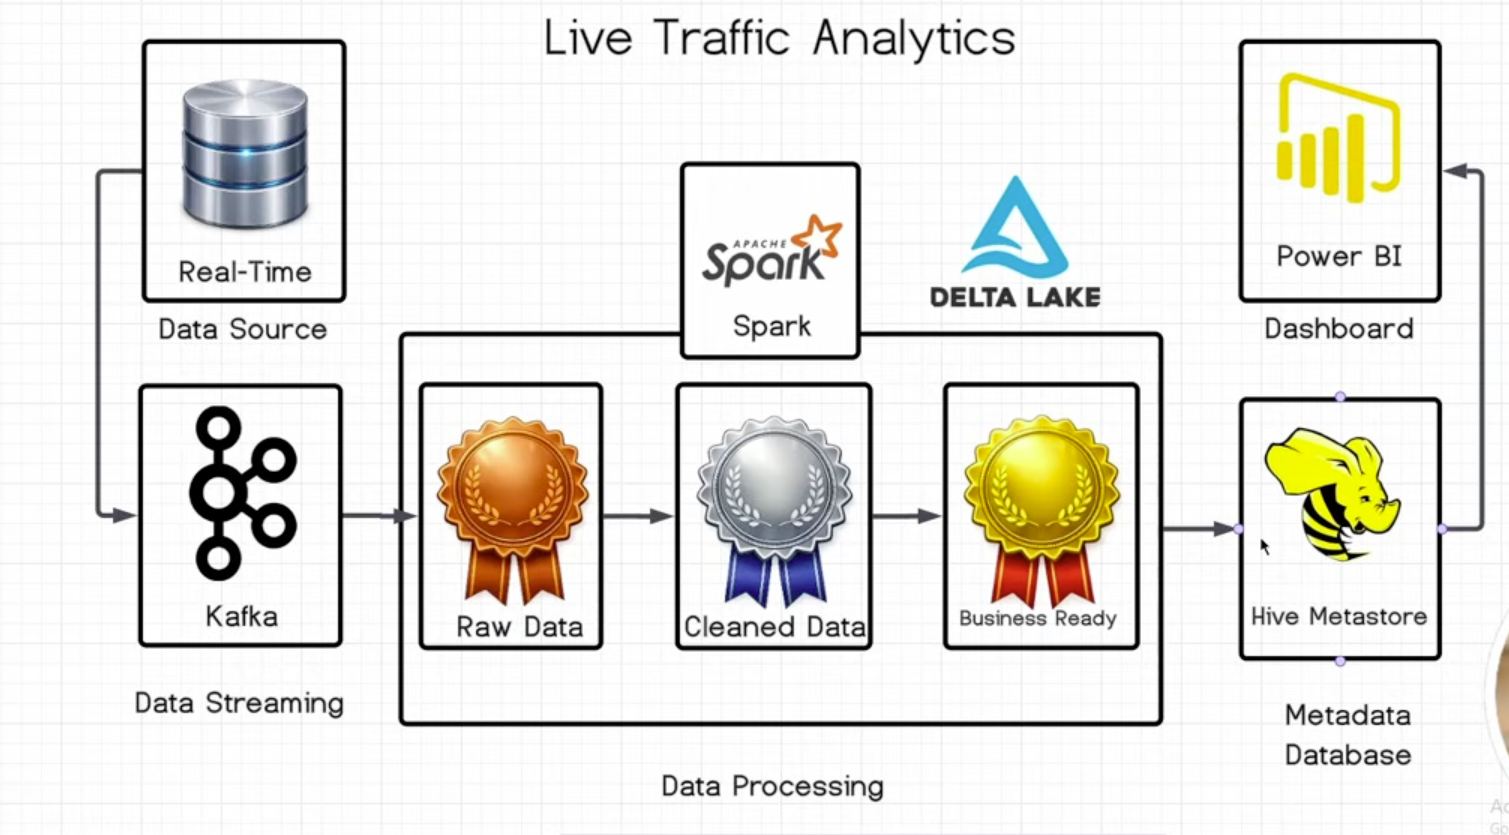 Live Traffic Analytics
Real-Time
Data Source
Kafka
Data Streaming
APACHE
Spark
Spark
DELTA LAKE
Raw Data
Cleaned Data
Business Ready
Data Processing
Power BI
Dashboard
Hive Metastore
Metadata
Database